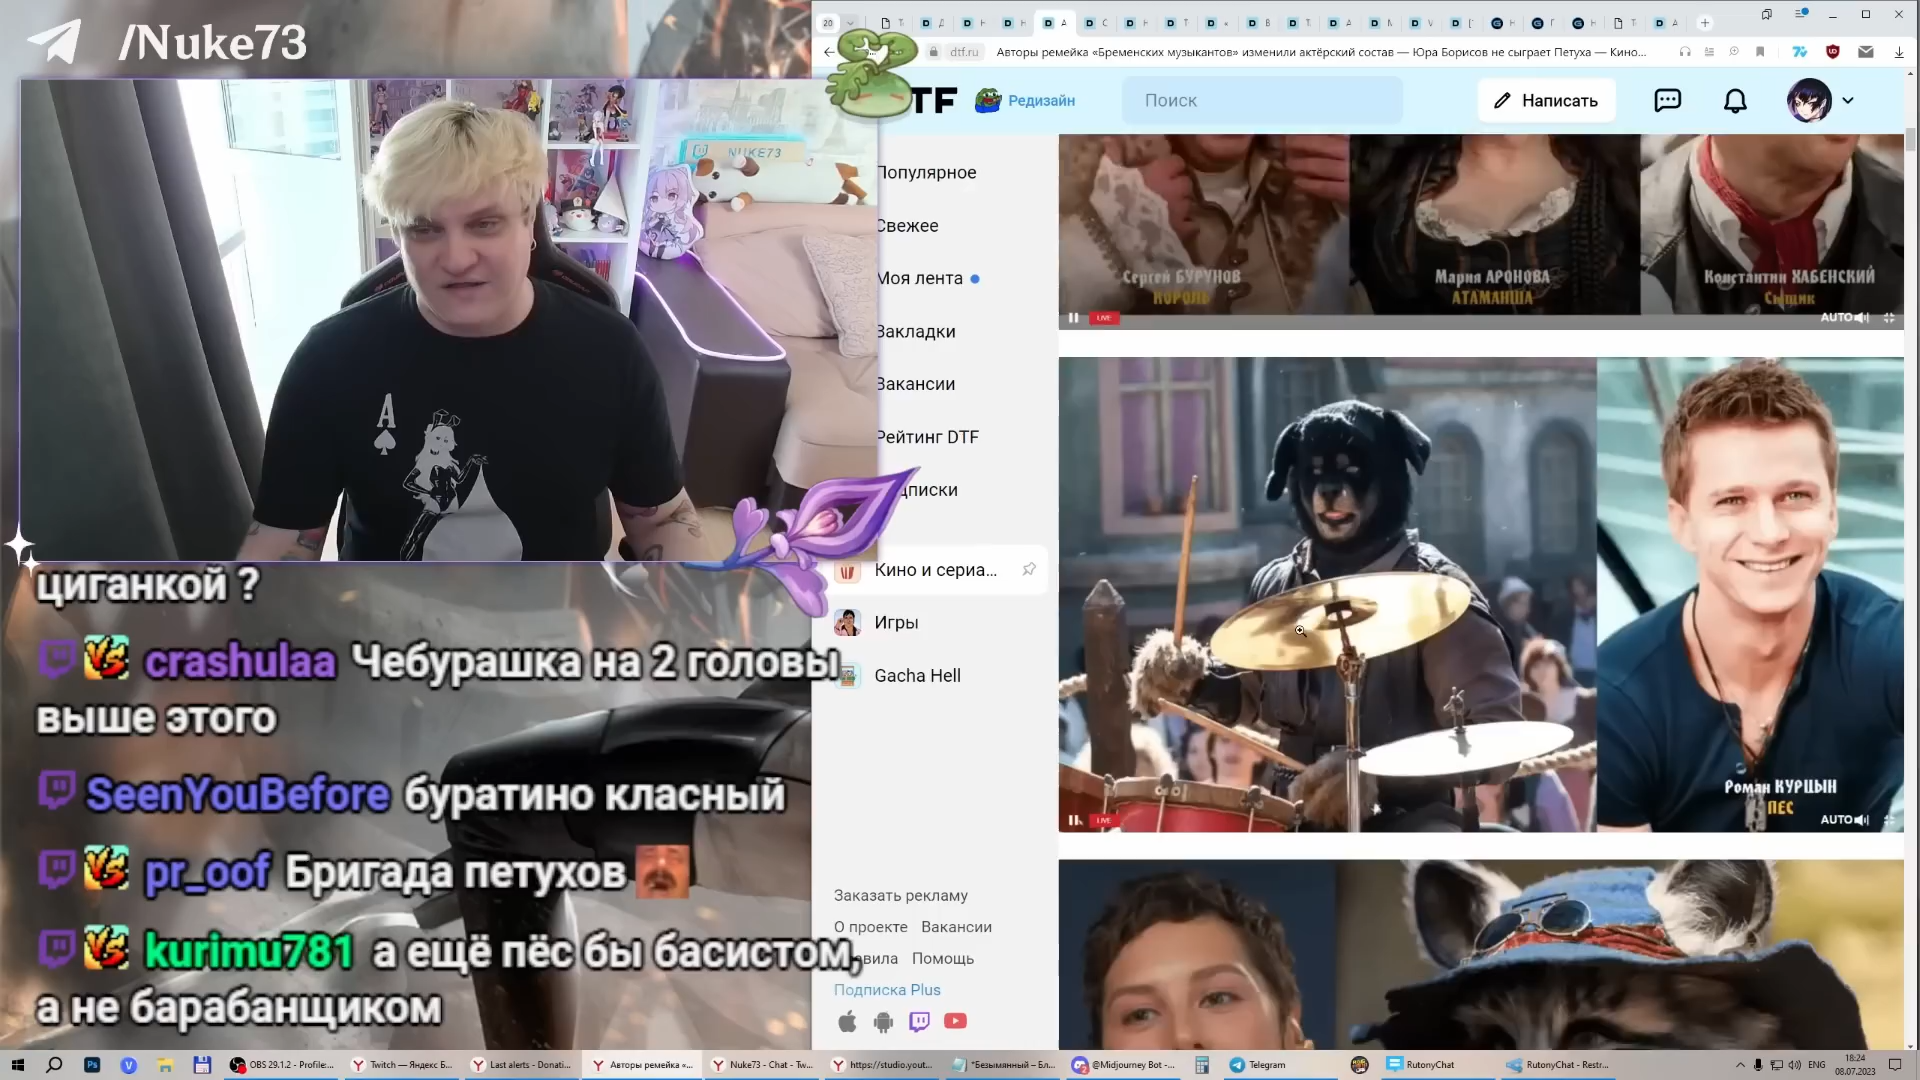 /Nuke73
NUKE73
A
циганкой ?
crashulaa Чебурашка на 2 головы
выше этого
SeenYouBefore буратино класный
pr_oof Бригада петухов
kurimu781 а ещё пёс бы басистом,
а не барабанщиком
20
dtf.ru Авторы ремейка «Бременских музыкантов» изменили актёрский состав — Юра Борисов не сыграет Петуха — Кино...
TF
Редизайн
Поиск
Написать
Популярное
Свежее
Моя лента
Закладки
Вакансии
Рейтинг DTF
дписки
Кино и сериа...
Игры
Gacha Hell
Заказать рекламу
О проекте Вакансии
вила Помощь
Подписка Plus
Сергей БУРУНОВ
КОРОЛЬ
Мария АРОНОВА
АТАМАНША
Константин ХАБЕНСКИЙ
Сыщик
LIVE
AUTO
Роман КУРЦЫН
ПЕС
LIVE
AUTO
OBS 29.1.2 - Profile:...
Twitch — Яндекс Б...
Last alerts - Donati...
Авторы ремейка «...
Nuke73 - Chat - Tw...
https://studio.yout...
*Безымянный – Бл...
@Midjourney Bot -...
Telegram
RutonyChat
RutonyChat - Restr...
ENG
18:24
08.07.2023